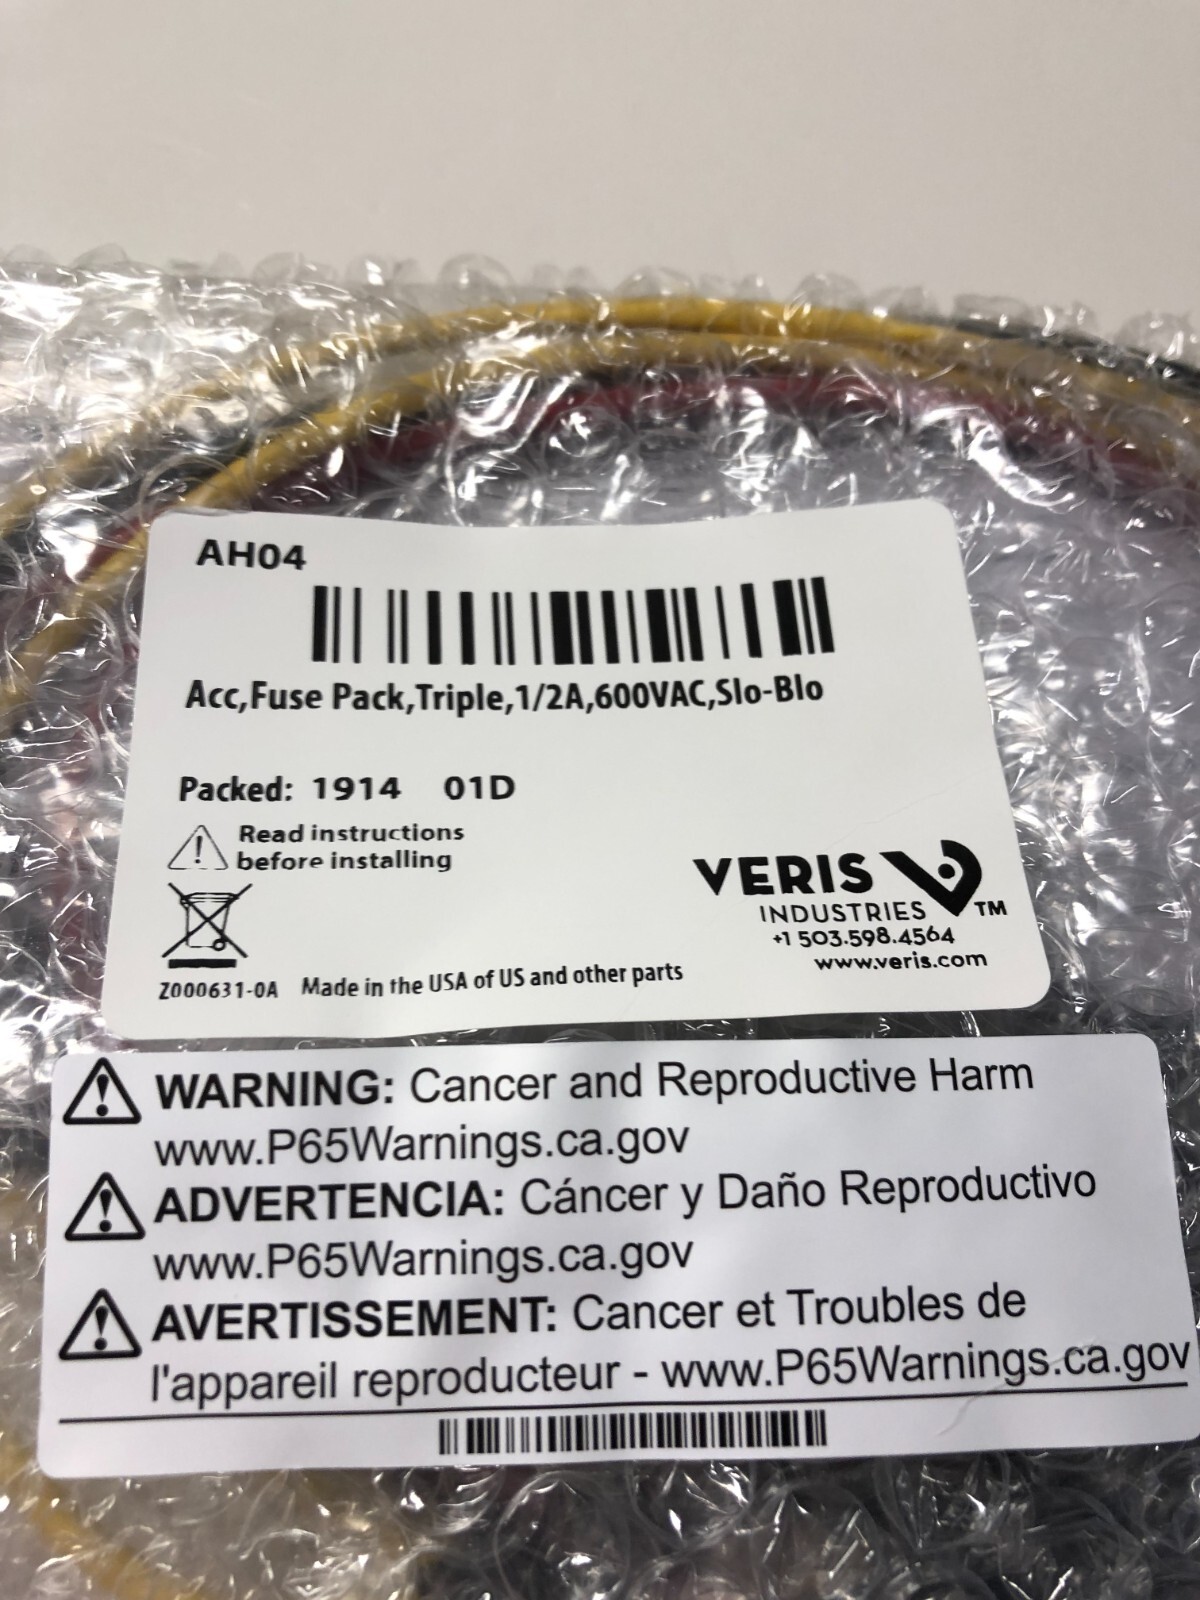 AH04
Acc,Fuse Pack,Triple,1/2A,600VAC,Slo-Blo
Packed: 1914 01D
Read instructions
before installing
VERIS
INDUSTRIES TM
+1 503.598.4564
www.veris.com
Z000631-0A Made in the USA of US and other parts
WARNING: Cancer and Reproductive Harm
www.P65Warnings.ca.gov
ADVERTENCIA: Cáncer y Daño Reproductivo
www.P65Warnings.ca.gov
AVERTISSEMENT: Cancer et Troubles de
l'appareil reproducteur - www.P65Warnings.ca.gov